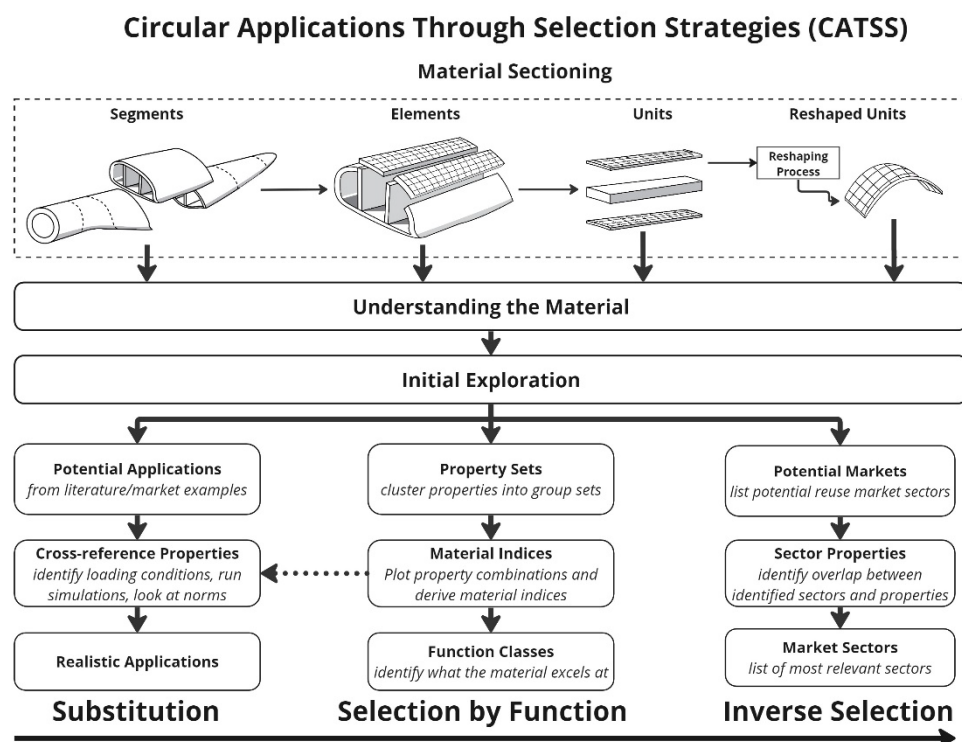 Circular Applications Through Selection Strategies (CATSS)
Material Sectioning
Segments
Elements
Units
Reshaped Units
Reshaping
Process
Understanding the Material
Initial Exploration
Potential Applications
from literature/market examples
Cross-reference Properties
identify loading conditions, run
simulations, look at norms
Realistic Applications
Substitution
Property Sets
cluster properties into group sets
Material Indices
Plot property combinations and
derive material indices
Function Classes
identify what the material excels at
Selection by Function
Potential Markets
list potential reuse market sectors
Sector Properties
identify overlap between
identified sectors and properties
Market Sectors
list of most relevant sectors
Inverse Selection